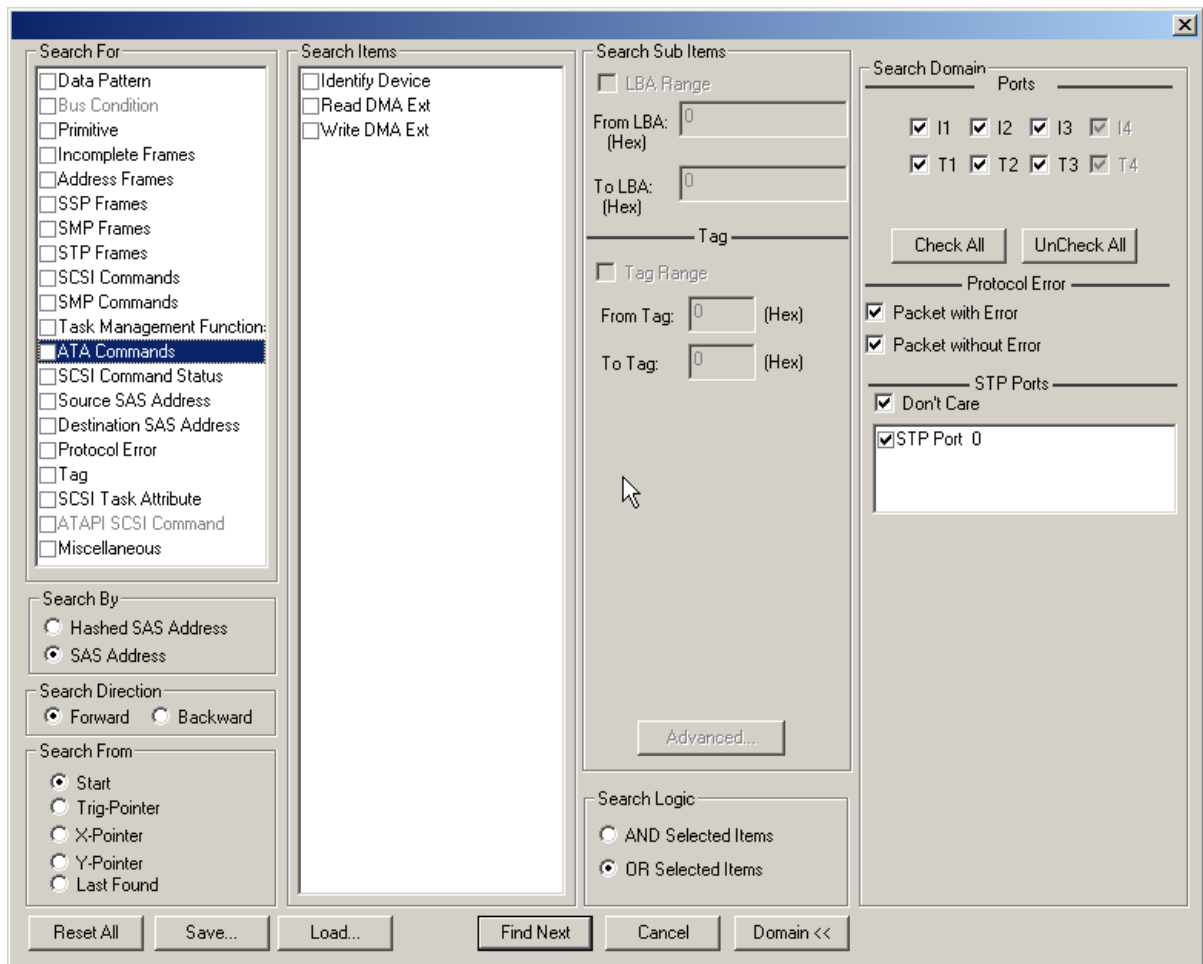 Search For
Data Pattern
Bus Condition
Primitive
Incomplete Frames
Address Frames
SSP Frames
SMP Frames
STP Frames
SCSI Commands
SMP Commands
Task Management Function
ATA Commands
SCSI Command Status
Source SAS Address
Destination SAS Address
Protocol Error
Tag
SCSI Task Attribute
ATAPI SCSI Command
Miscellaneous
Search By
Hashed SAS Address
SAS Address
Search Direction
Forward Backward
Search From
Start
Trig-Pointer
X-Pointer
Y-Pointer
Last Found
Search Items
Identify Device
Read DMA Ext
Write DMA Ext
Search Sub Items
LBA Range
From LBA: 0
(Hex)
To LBA: 0
(Hex)
Tag
Tag Range
From Tag: 0 (Hex)
To Tag: 0 (Hex)
Advanced...
Search Logic
AND Selected Items
OR Selected Items
Search Domain
Ports
I1 I2 I3 I4
T1 T2 T3 T4
Check All UnCheck All
Protocol Error
Packet with Error
Packet without Error
STP Ports
Don't Care
STP Port 0
Reset All Save... Load... Find Next Cancel Domain <<